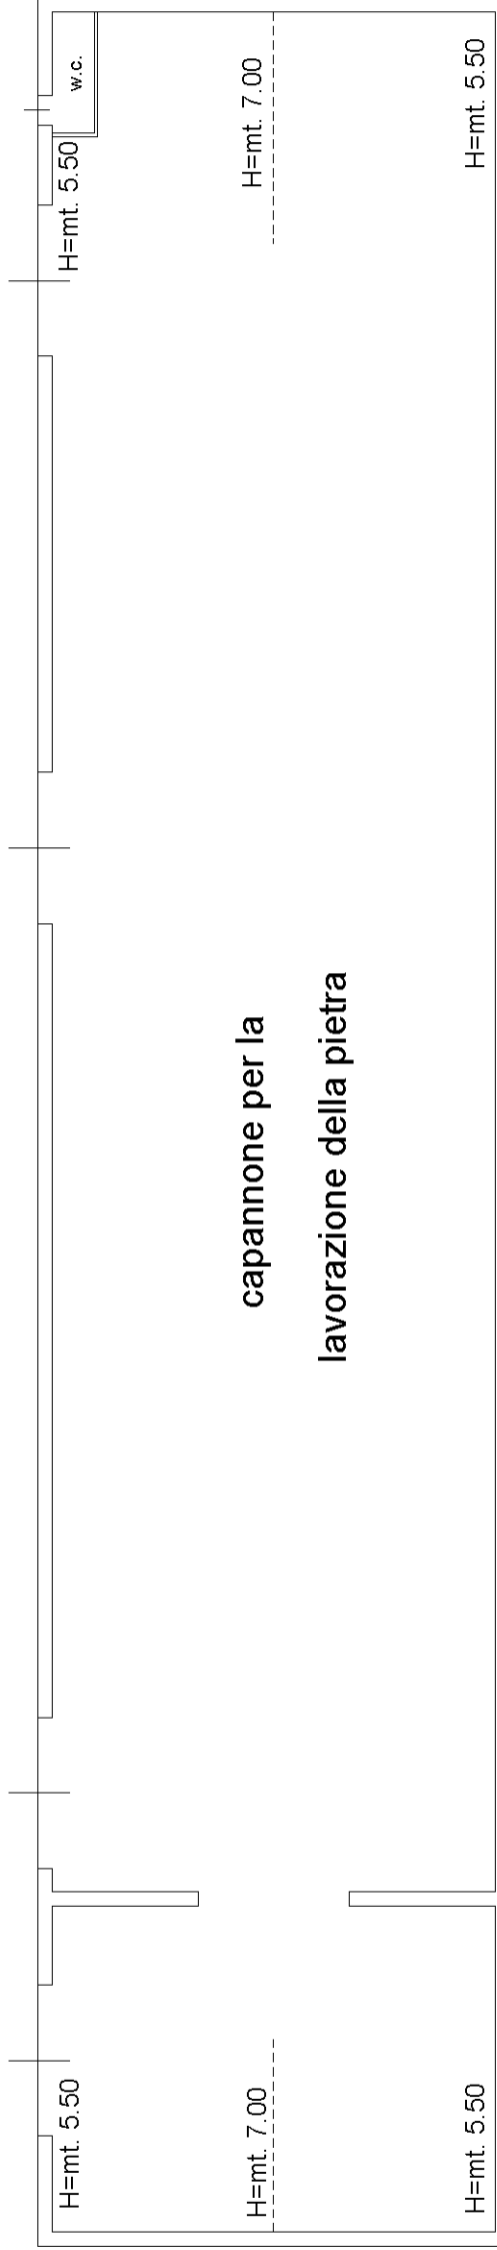 w.c.
H=mt. 5.50
H=mt. 7.00
H=mt. 5.50
capannone per la
lavorazione della pietra
H=mt. 5.50
H=mt. 7.00
H=mt. 5.50